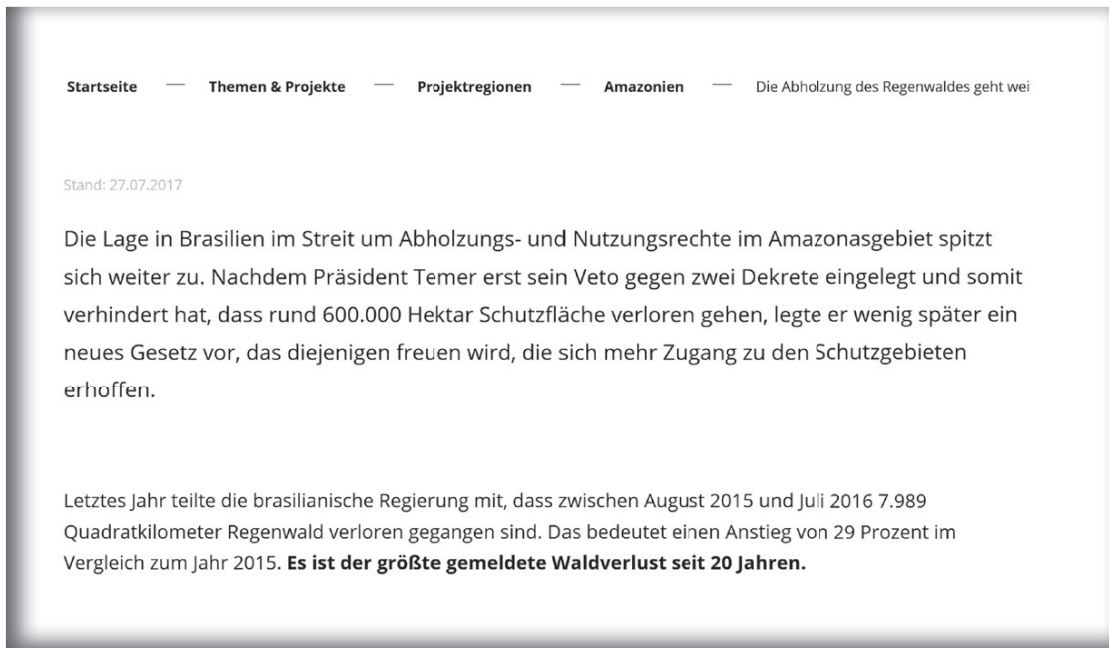 Startseite — Themen & Projekte — Projektregionen — Amazonien — Die Abholzung des Regenwaldes geht wei
Stand: 27.07.2017
Die Lage in Brasilien im Streit um Abholzungs- und Nutzungsrechte im Amazonasgebiet spitzt
sich weiter zu. Nachdem Präsident Temer erst sein Veto gegen zwei Dekrete eingelegt und somit
verhindert hat, dass rund 600.000 Hektar Schutzfläche verloren gehen, legte er wenig später ein
neues Gesetz vor, das diejenigen freuen wird, die sich mehr Zugang zu den Schutzgebieten
erhoffen.
Letztes Jahr teilte die brasilianische Regierung mit, dass zwischen August 2015 und Juli 2016 7.989
Quadratkilometer Regenwald verloren gegangen sind. Das bedeutet einen Anstieg von 29 Prozent im
Vergleich zum Jahr 2015. Es ist der größte gemeldete Waldverlust seit 20 Jahren.